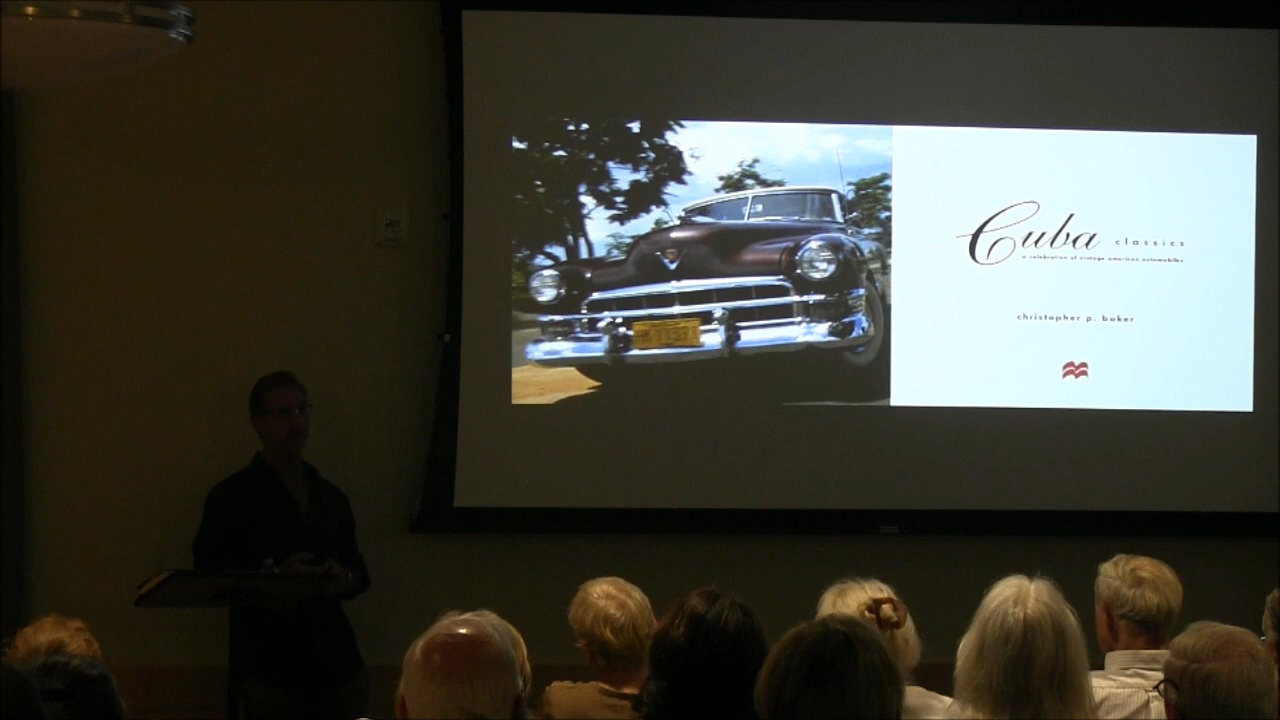 Cuba classics
a celebration of vintage american automobiles
christopher p. baker